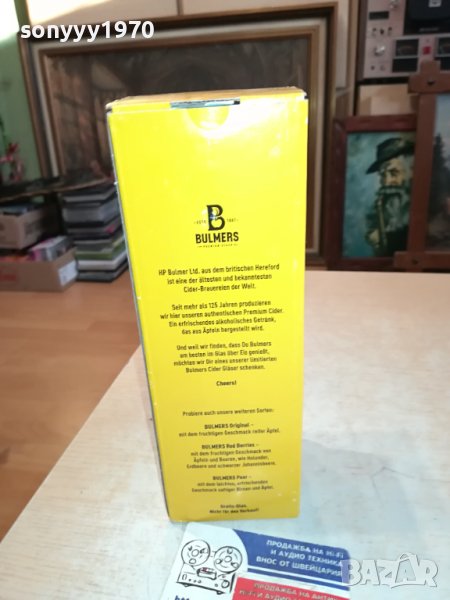 sonyyy1970
ESTD 1887
BULMERS
PREMIUM CIDER
HP Bulmer Ltd. aus dem britischen Hereford
ist eine der ältesten und bekanntesten
Cider-Brauereien der Welt.
Seit mehr als 125 Jahren produzieren
wir hier unseren authentischen Premium Cider.
Ein erfrischendes alkoholisches Getränk,
das aus Äpfeln hergestellt wird.
Und weil wir finden, dass Du Bulmers
am besten im Glas über Eis genießt,
möchten wir Dir eines unserer limitierten
Bulmers Cider Gläser schenken.
Cheers!
Probiere auch unsere weiteren Sorten:
BULMERS Original –
mit dem fruchtigen Geschmack reifer Äpfel.
BULMERS Red Berries –
mit dem fruchtigen Geschmack von
Äpfeln und Beeren, wie Holunder,
Erdbeere und schwarzer Johannisbeere.
BULMERS Pear –
mit dem leichten, erfrischenden
Geschmack saftiger Birnen und Äpfel.
Gratis-Glas.
Nicht für den Verkauf!
ПРОДАЖБА НА HI-FI
И АУДИО ТЕХНИКА
ВНОС ОТ ШВЕЙЦАРИЯ
ПРОДАЖБА НА
bazar.bg